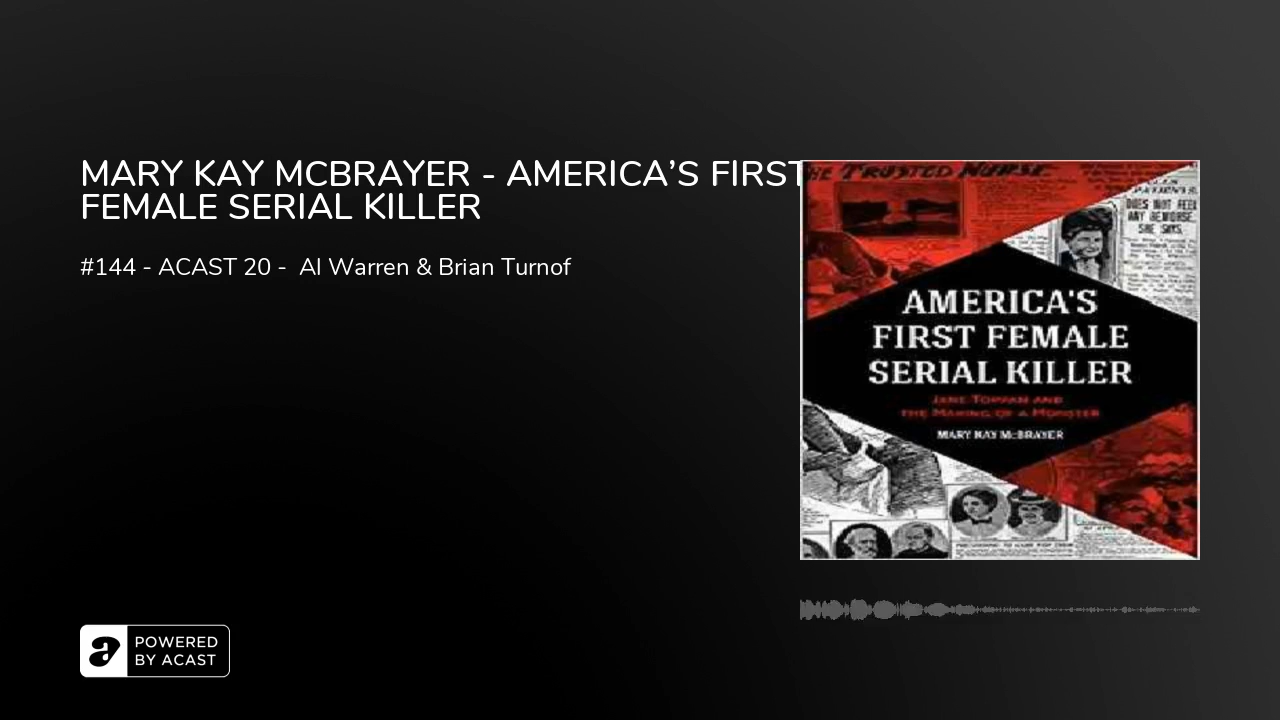 MARY KAY MCBRAYER - AMERICA'S FIRST
FEMALE SERIAL KILLER
#144 - ACAST 20 - Al Warren & Brian Turnof
HE TRUSTED NURSE
DOES NOT FEEL
ANY REMORSE,
SHE SAYS.
AMERICA'S
FIRST FEMALE
SERIAL KILLER
JANE TOPPAN AND
THE MAKING OF A MONSTER
MARY KAY McBRAYER
POWERED
BY ACAST